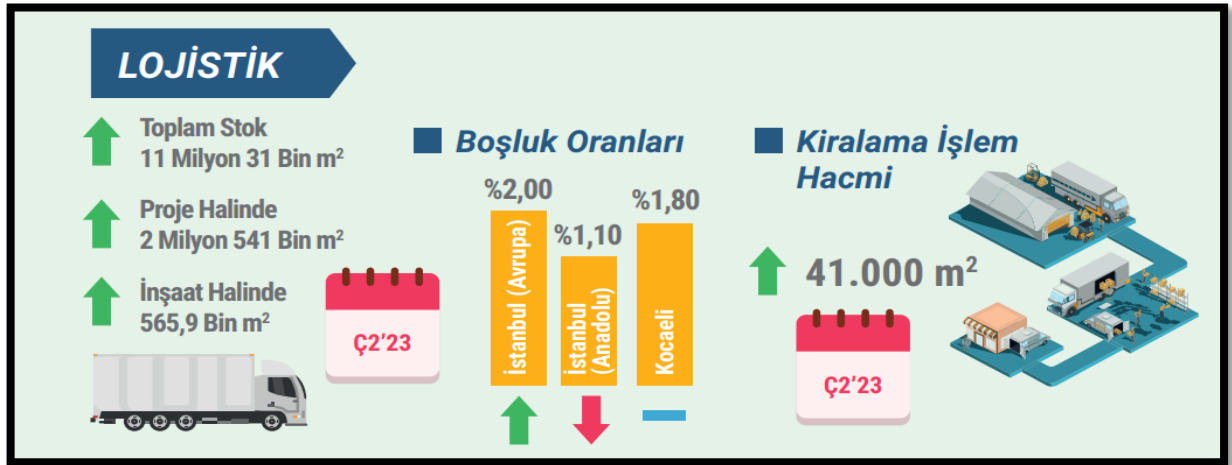 LOJİSTİK
Toplam Stok
11 Milyon 31 Bin m²
Proje Halinde
2 Milyon 541 Bin m²
İnşaat Halinde
565,9 Bin m²
Ç2'23
Boşluk Oranları
%2,00
%1,10
%1,80
İstanbul (Avrupa)
İstanbul
(Anadolu)
Kocaeli
Kiralama İşlem
Hacmi
41.000 m²
Ç2'23